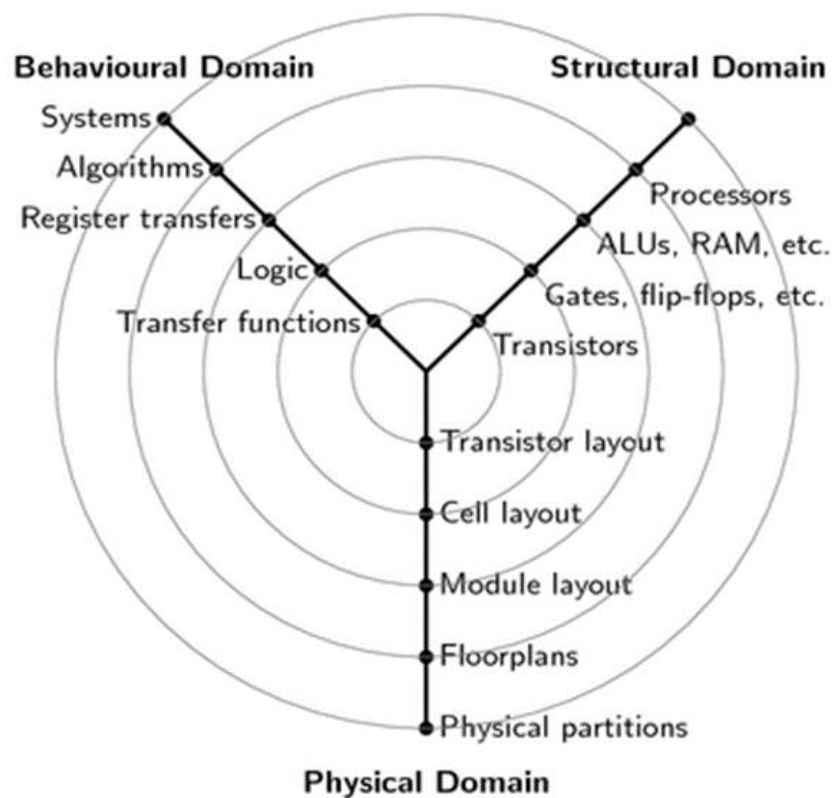 Behavioural Domain
Structural Domain
Systems
Algorithms
Register transfers
Logic
Transfer functions
Processors
ALUs, RAM, etc.
Gates, flip-flops, etc.
Transistors
Transistor layout
Cell layout
Module layout
Floorplans
Physical partitions
Physical Domain